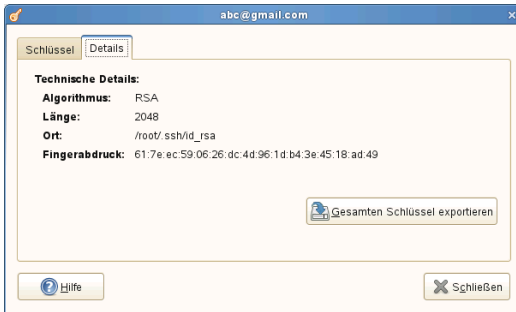 abc@gmail.com
Schlüssel Details
Technische Details:
Algorithmus: RSA
Länge: 2048
Ort: /root/.ssh/id_rsa
Fingerabdruck: 61:7e:ec:59:06:26:dc:4d:96:1d:b4:3e:45:18:ad:49
Gesamten Schlüssel exportieren
Hilfe Schließen